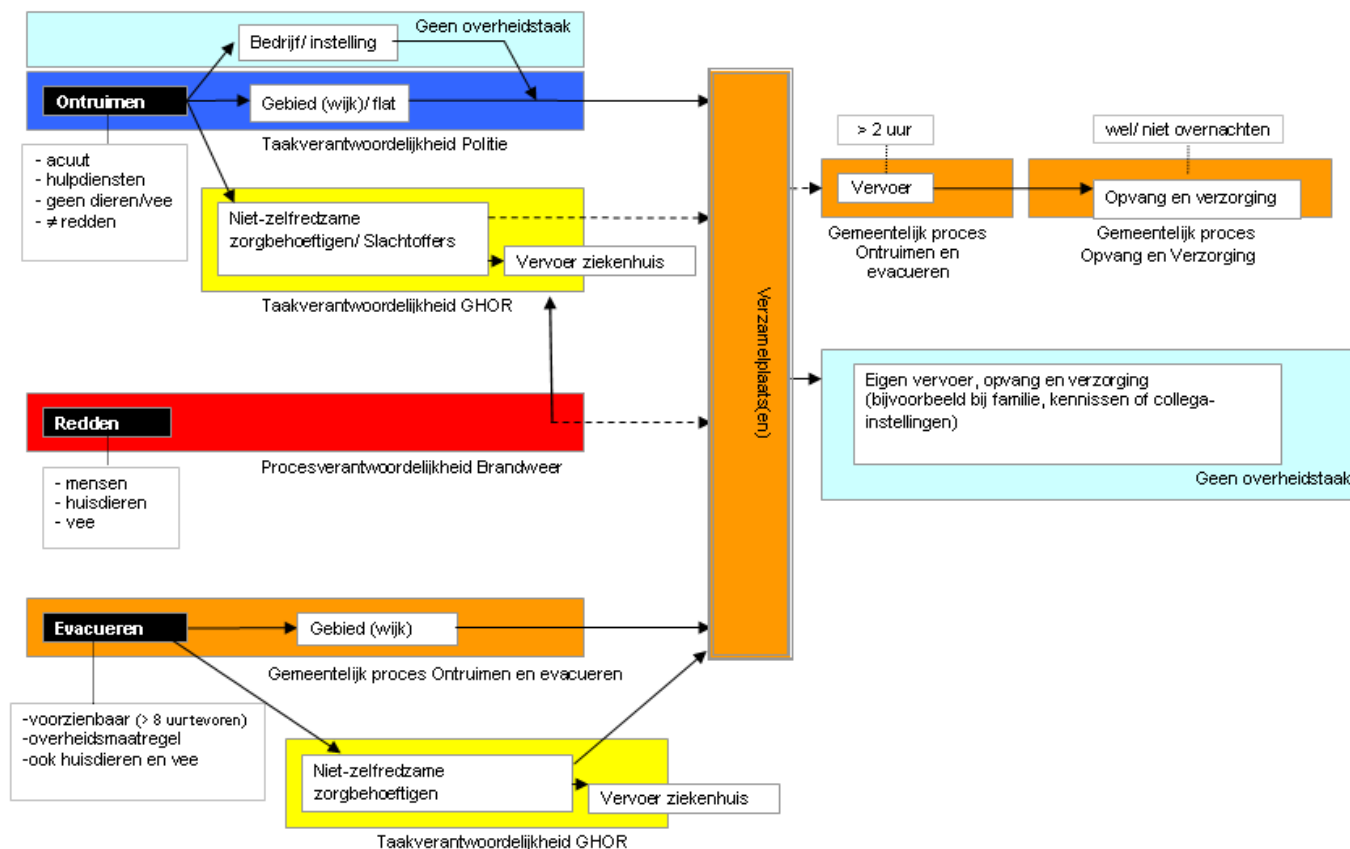 Geen overheidstaak
Bedrijf/ instelling
Ontruimen
Gebied (wijk)/ flat
Taakverantwoordelijkheid Politie
- acuut
- hulpdiensten
- geen dieren/vee
- ≠ redden
Niet-zelfredzame
zorgbehoeftigen/ Slachtoffers
Vervoer ziekenhuis
Taakverantwoordelijkheid GHOR
Redden
Procesverantwoordelijkheid Brandweer
- mensen
- huisdieren
- vee
Evacueren
Gebied (wijk)
Gemeentelijk proces Ontruimen en evacueren
-voorzienbaar (> 8 uurtevoren)
-overheidsmaatregel
-ook huisdieren en vee
Niet-zelfredzame
zorgbehoeftigen
Vervoer ziekenhuis
Taakverantwoordelijkheid GHOR
Verzamelplaats(en)
> 2 uur
Vervoer
Gemeentelijk proces
Ontruimen en
evacueren
wel/ niet overnachten
Opvang en verzorging
Gemeentelijk proces
Opvang en Verzorging
Eigen vervoer, opvang en verzorging
(bijvoorbeeld bij familie, kennissen of collega-
instellingen)
Geen overheidstaak